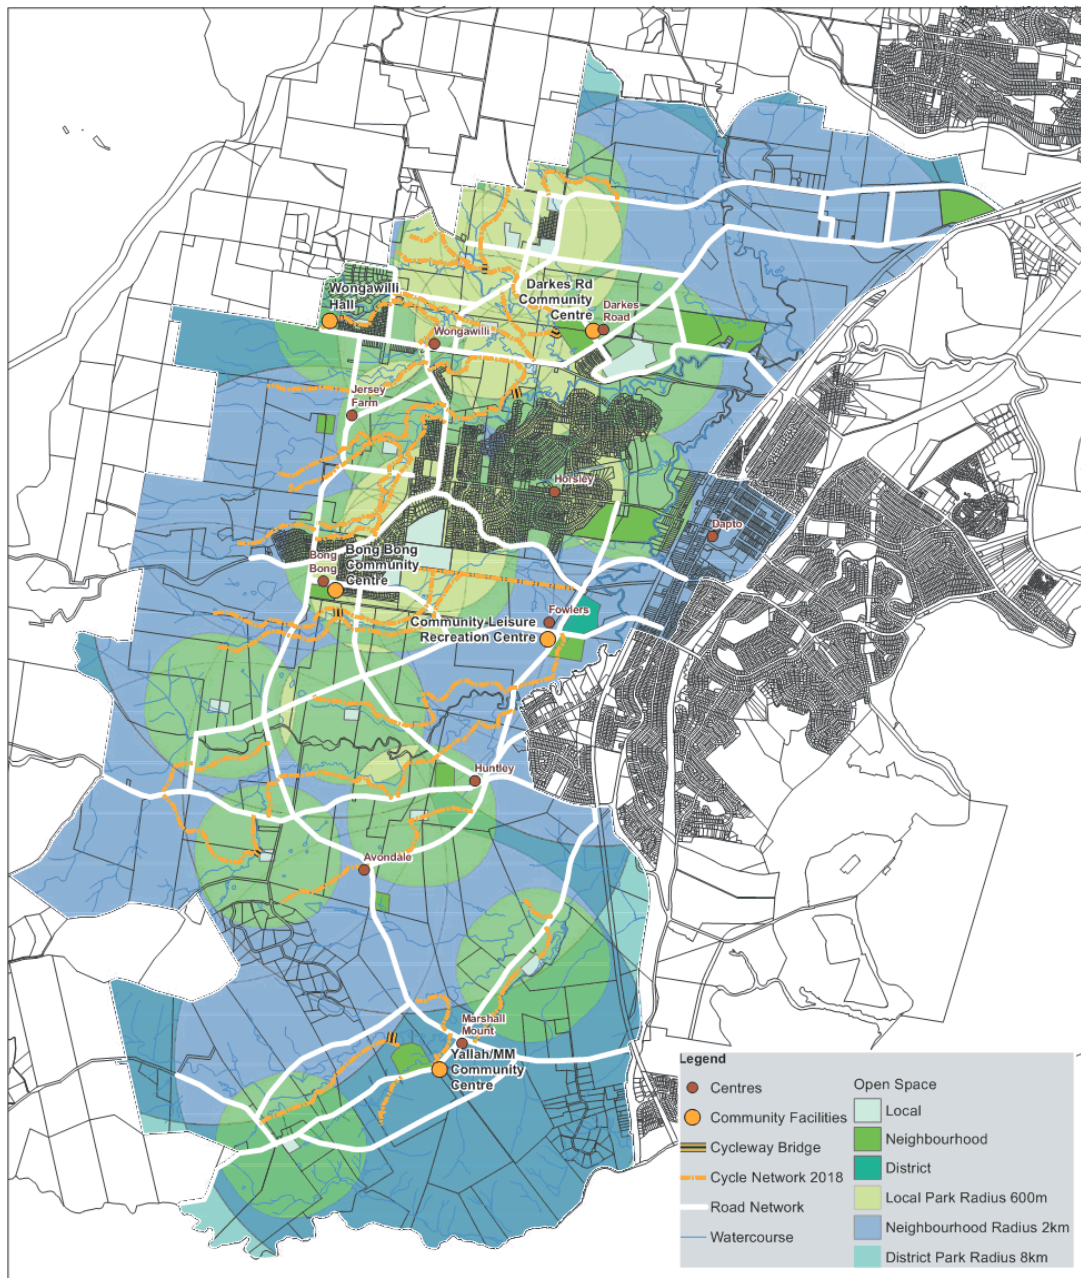 Wongawilli
Hall
Darkes Rd
Community
Centre
Darkes
Road
Wongawilli
Jersey
Farm
Horsley
Dapto
Bong
Bong
Bong Bong
Community
Centre
Fowlers
Community Leisure
Recreation Centre
Huntley
Avondale
Marshall
Mount
Yallah/MM
Community
Centre
Legend
Centres
Community Facilities
Cycleway Bridge
Cycle Network 2018
Road Network
Watercourse
Open Space
Local
Neighbourhood
District
Local Park Radius 600m
Neighbourhood Radius 2km
District Park Radius 8km